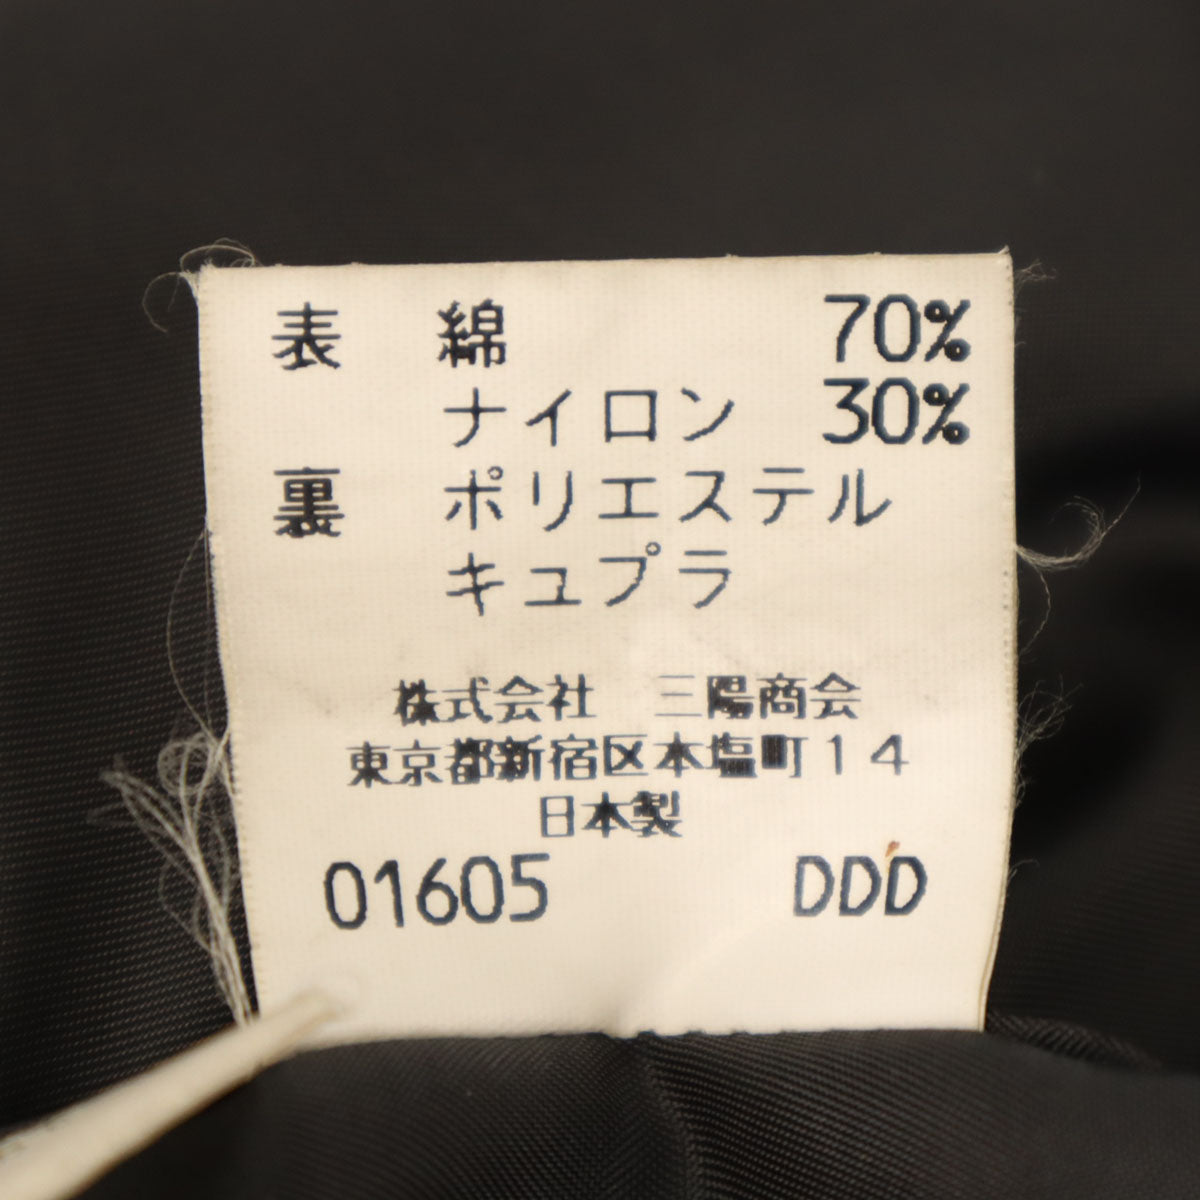 表 綿 70%
ナイロン 30%
裏 ポリエステル
キュプラ
株式会社 三陽商会
東京都新宿区本塩町14
日本製
01605 DDD